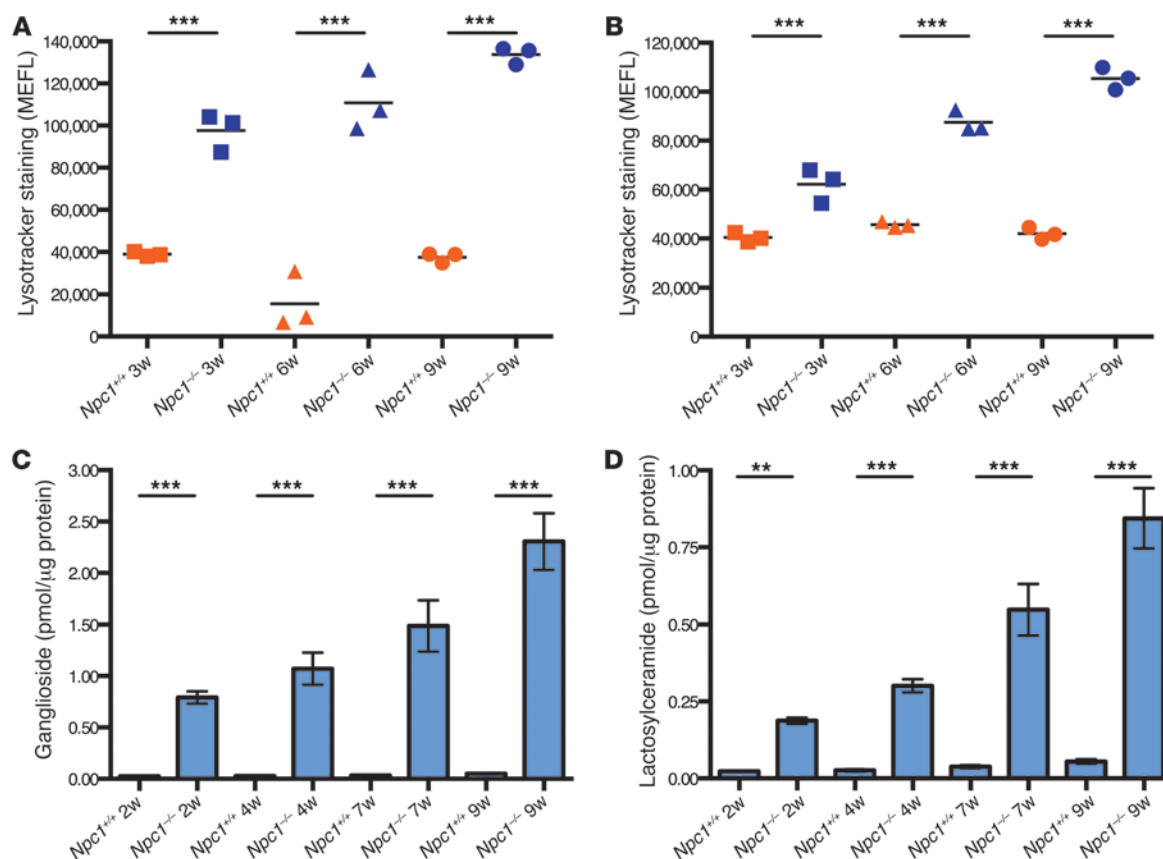 A
*** *** ***
Lysotracker staining (MEFL)
140,000
120,000
100,000
80,000
60,000
40,000
20,000
0
Npc1+/+ 3w
Npc1–/– 3w
Npc1+/+ 6w
Npc1–/– 6w
Npc1+/+ 9w
Npc1–/– 9w
B
*** *** ***
Lysotracker staining (MEFL)
120,000
100,000
80,000
60,000
40,000
20,000
0
Npc1+/+ 3w
Npc1–/– 3w
Npc1+/+ 6w
Npc1–/– 6w
Npc1+/+ 9w
Npc1–/– 9w
C
*** *** *** ***
Ganglioside (pmol/μg protein)
3.00
2.50
2.00
1.50
1.00
0.50
0.00
Npc1+/+ 2w
Npc1–/– 2w
Npc1+/+ 4w
Npc1–/– 4w
Npc1+/+ 7w
Npc1–/– 7w
Npc1+/+ 9w
Npc1–/– 9w
D
** *** *** ***
Lactosylceramide (pmol/μg protein)
1.00
0.75
0.50
0.25
0.00
Npc1+/+ 2w
Npc1–/– 2w
Npc1+/+ 4w
Npc1–/– 4w
Npc1+/+ 7w
Npc1–/– 7w
Npc1+/+ 9w
Npc1–/– 9w